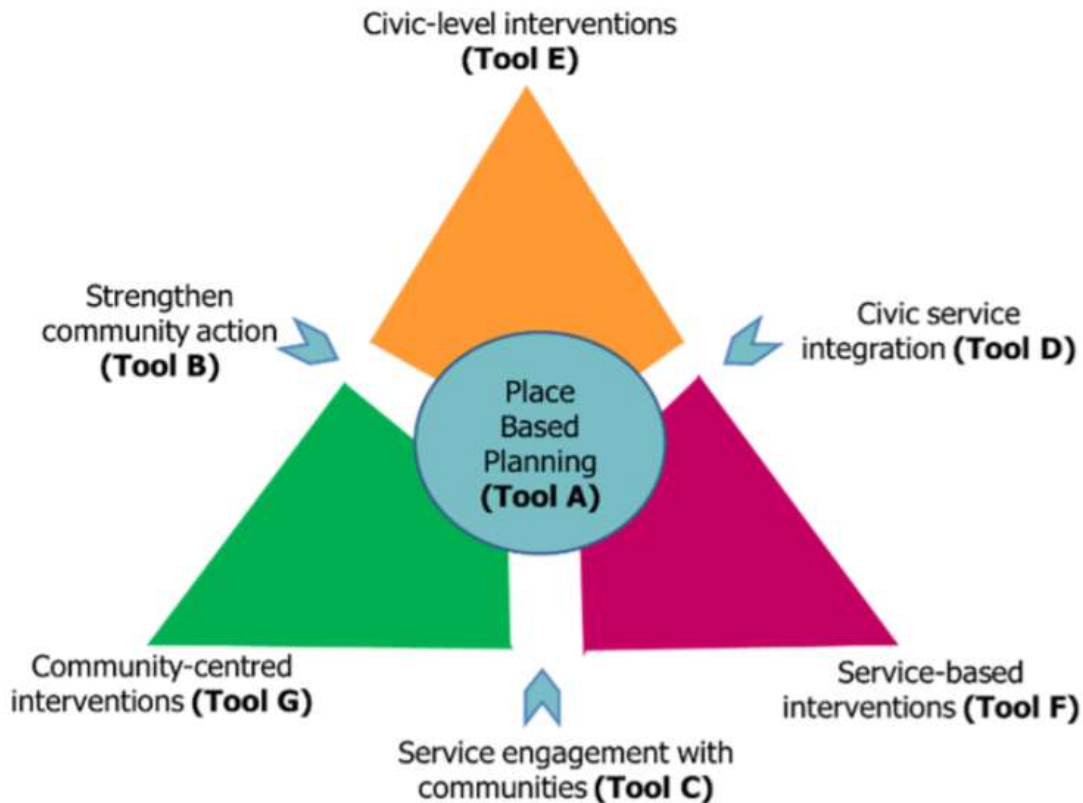 Civic-level interventions
(Tool E)
Strengthen
community action
(Tool B)
Civic service
integration (Tool D)
Place
Based
Planning
(Tool A)
Community-centred
interventions (Tool G)
Service-based
interventions (Tool F)
Service engagement with
communities (Tool C)